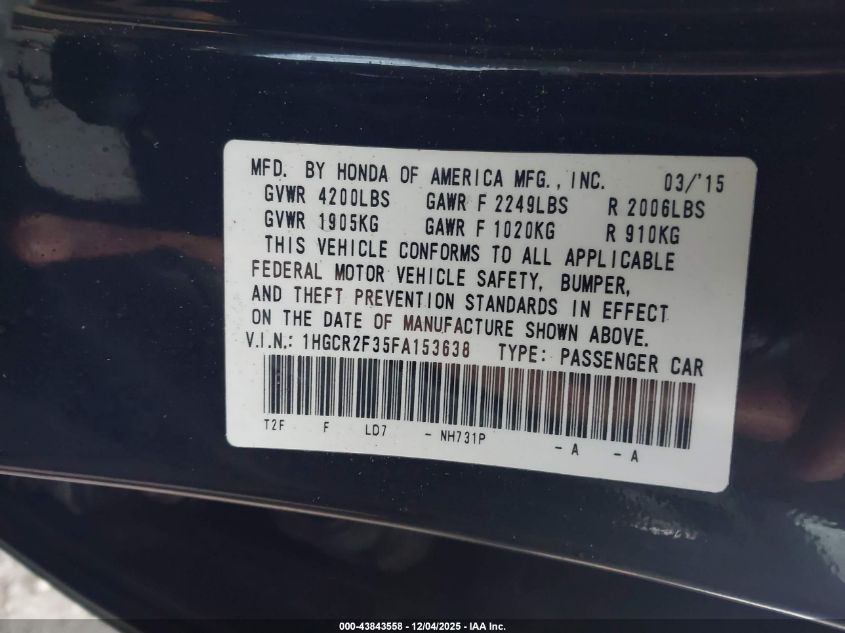 MFD. BY HONDA OF AMERICA MFG., INC. 03/'15
GVWR 4200LBS GAWR F 2249LBS R 2006LBS
GVWR 1905KG GAWR F 1020KG R 910KG
THIS VEHICLE CONFORMS TO ALL APPLICABLE
FEDERAL MOTOR VEHICLE SAFETY, BUMPER,
AND THEFT PREVENTION STANDARDS IN EFFECT
ON THE DATE OF MANUFACTURE SHOWN ABOVE.
V.I.N.: 1HGCR2F35FA153638 TYPE: PASSENGER CAR
T2F F LD7 - NH731P - A - A
000-43843558 - 12/04/2025 - IAA Inc.